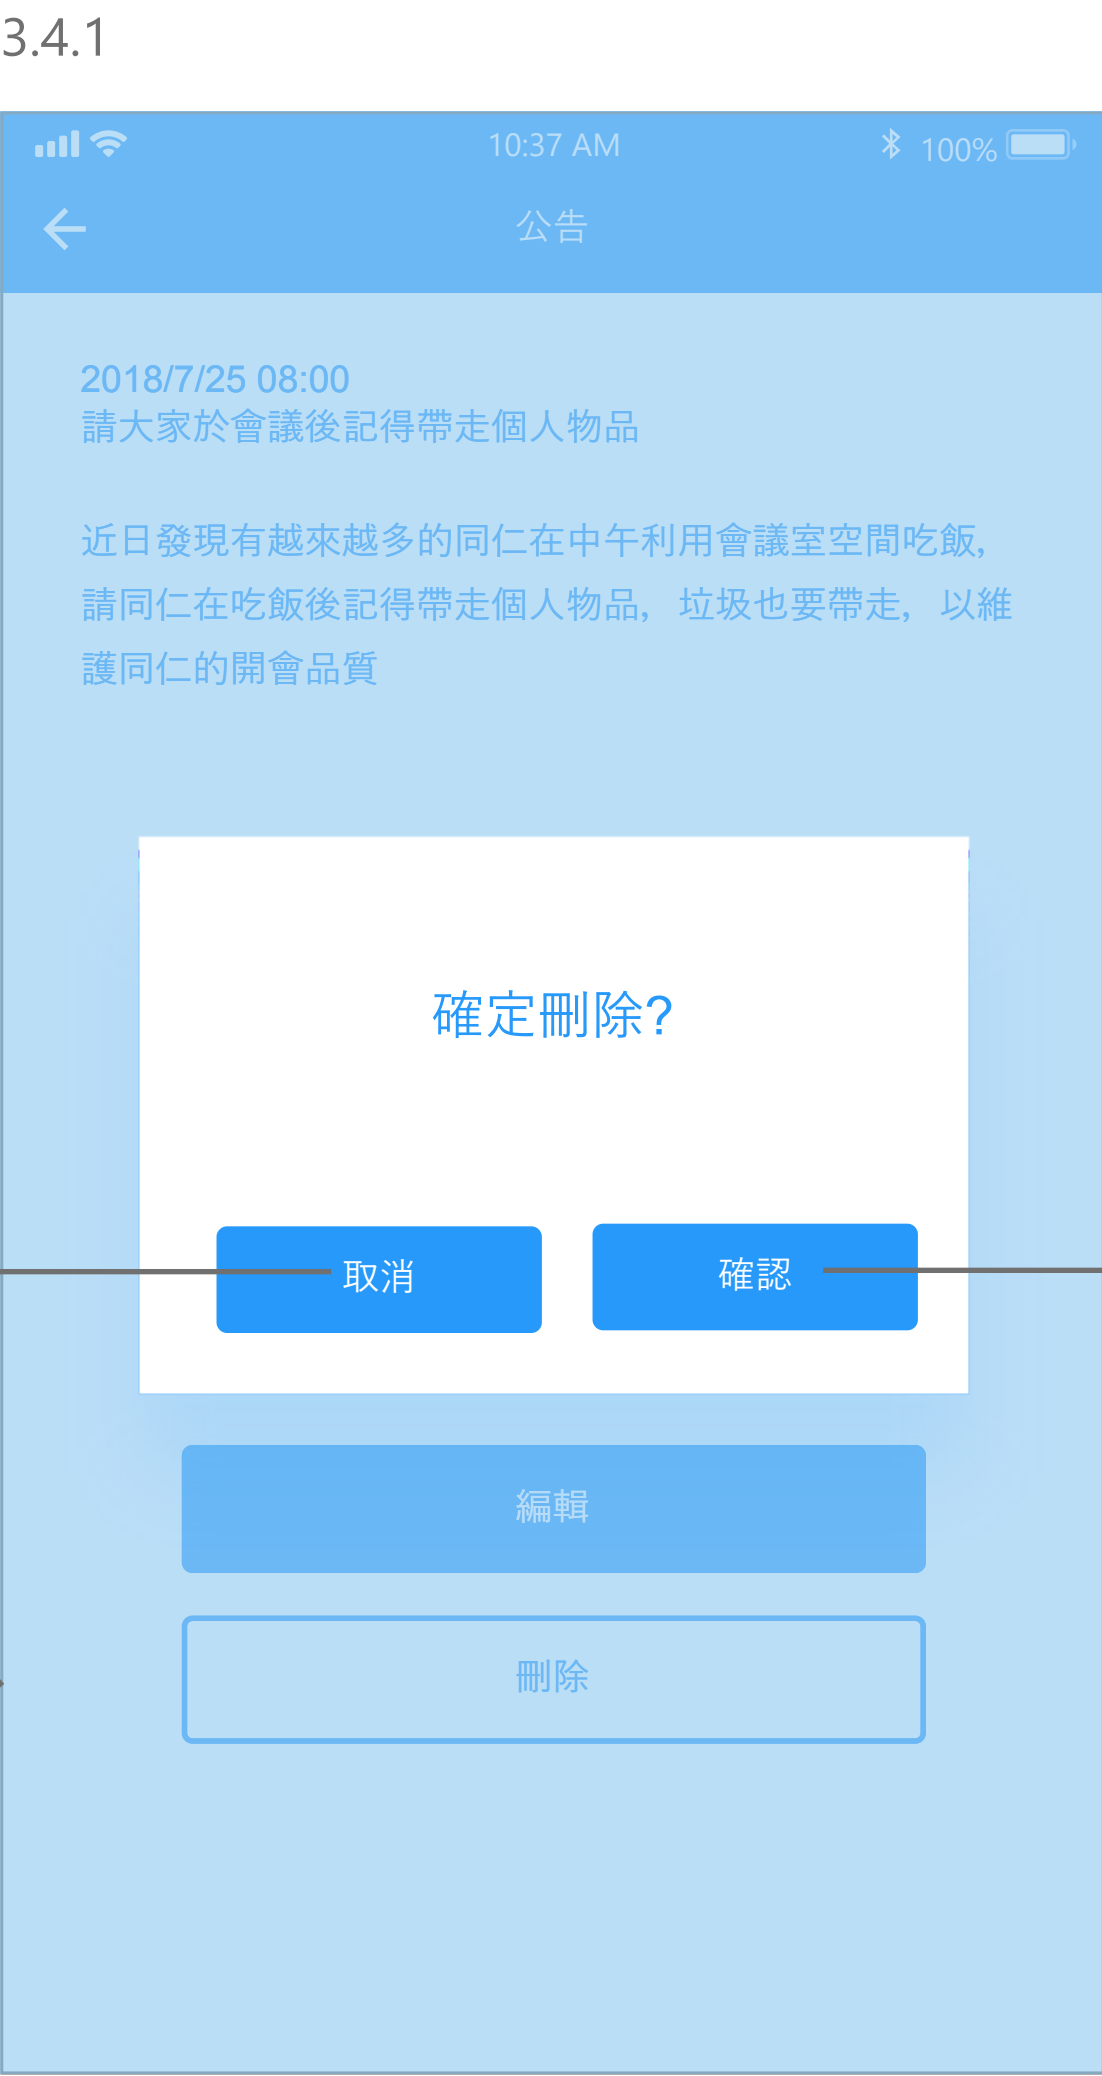 3.4.1
10:37 AM 100%
公告
2018/7/25 08:00
請大家於會議後記得帶走個人物品
近日發現有越來越多的同仁在中午利用會議室空間吃飯,
請同仁在吃飯後記得帶走個人物品, 垃圾也要帶走, 以維
護同仁的開會品質
確定刪除?
取消 確認
編輯
刪除